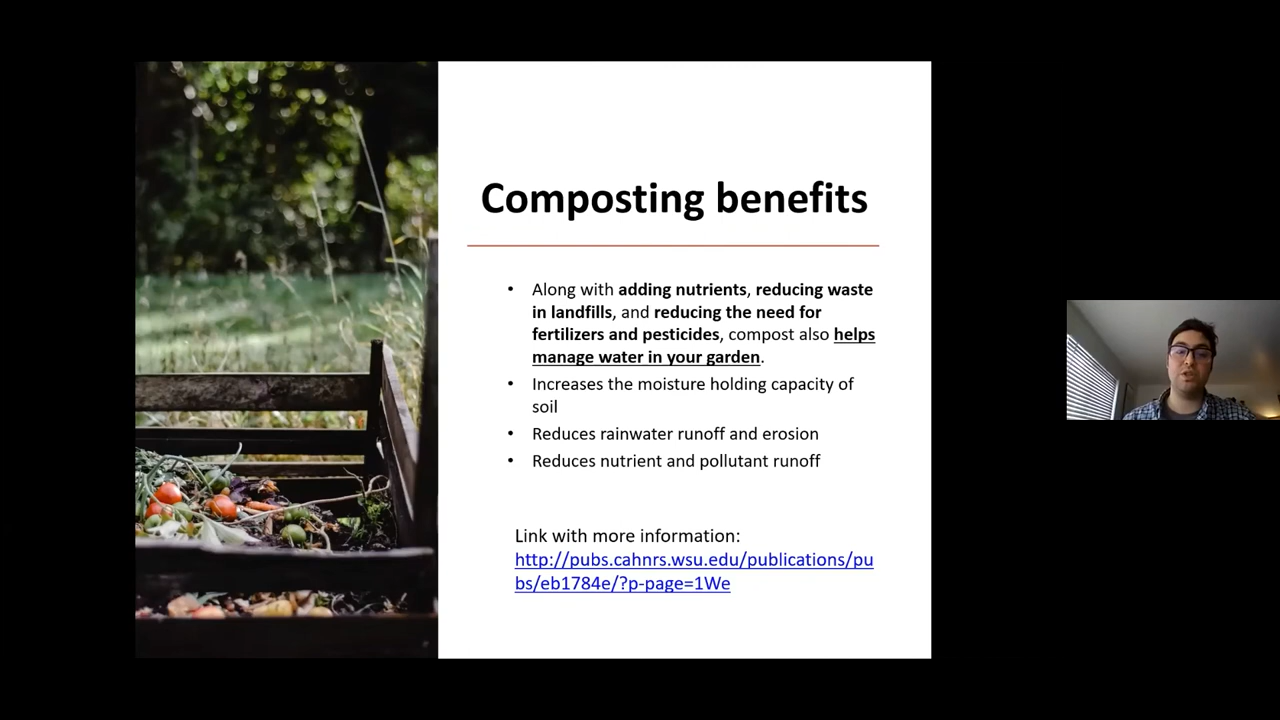 Composting benefits
• Along with adding nutrients, reducing waste
in landfills, and reducing the need for
fertilizers and pesticides, compost also helps
manage water in your garden.
• Increases the moisture holding capacity of
soil
• Reduces rainwater runoff and erosion
• Reduces nutrient and pollutant runoff
Link with more information:
http://pubs.cahnrs.wsu.edu/publications/pu
bs/eb1784e/?p-page=1We